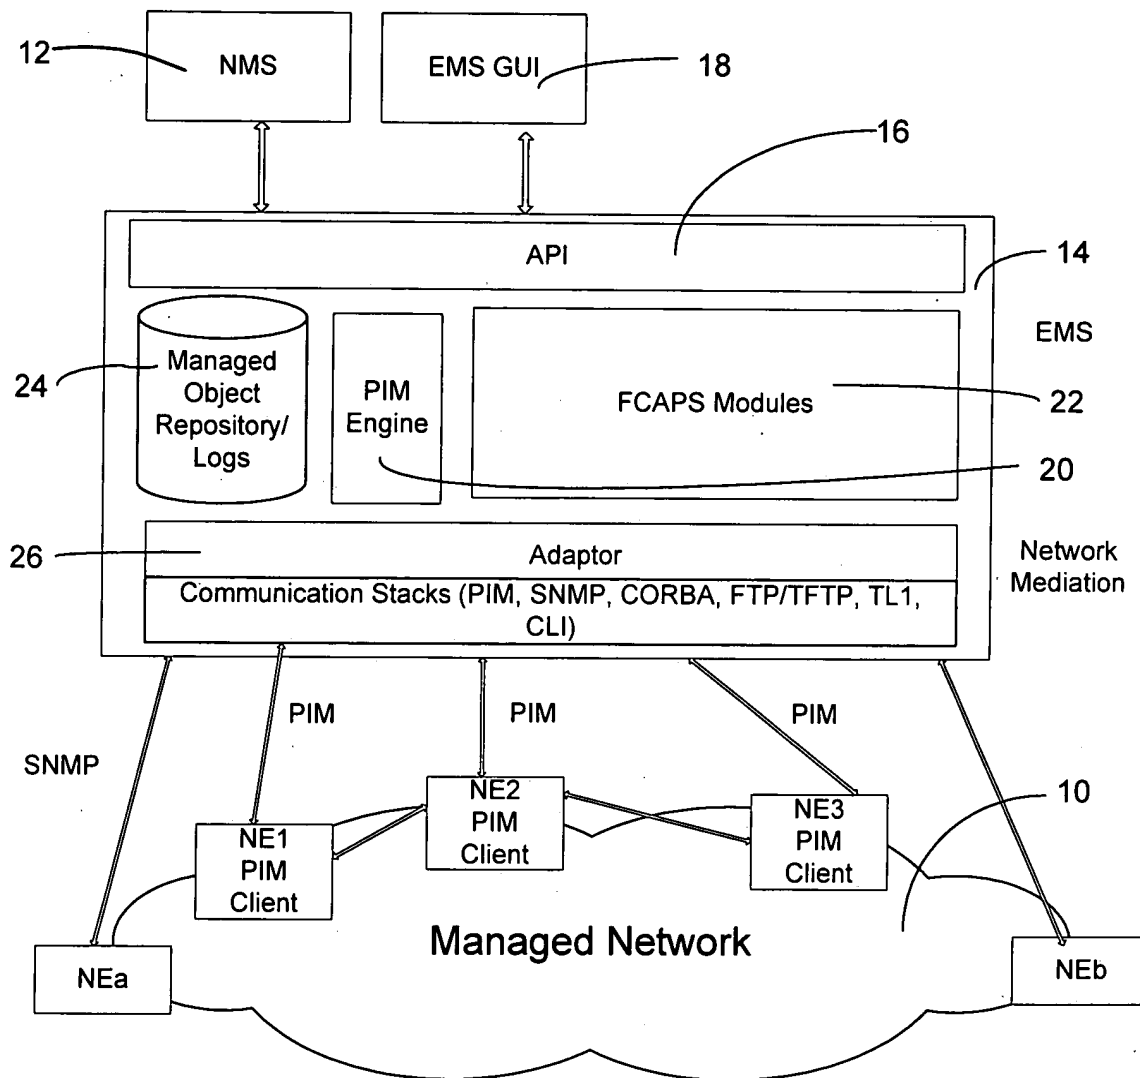 12
NMS
EMS GUI
18
16
API
14
EMS
24
Managed
Object
Repository/
Logs
PIM
Engine
FCAPS Modules
22
20
26
Adaptor
Network
Mediation
Communication Stacks (PIM, SNMP, CORBA, FTP/TFTP, TL1,
CLI)
PIM
PIM
PIM
SNMP
NE1
PIM
Client
NE2
PIM
Client
NE3
PIM
Client
10
Managed Network
NEa
NEb